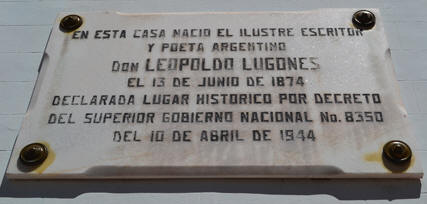 EN ESTA CASA NACIO EL ILUSTRE ESCRITOR
Y POETA ARGENTINO
DON LEOPOLDO LUGONES
EL 13 DE JUNIO DE 1874
DECLARADA LUGAR HISTORICO POR DECRETO
DEL SUPERIOR GOBIERNO NACIONAL No. 8350
DEL 10 DE ABRIL DE 1944